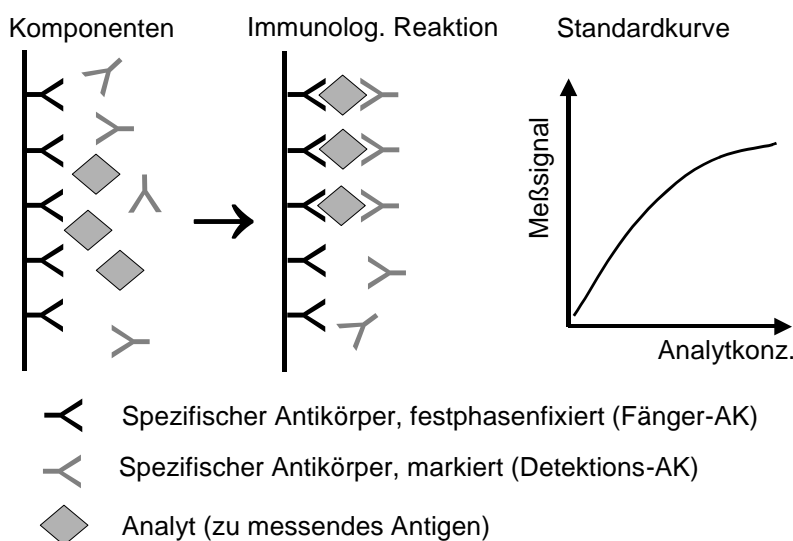 Komponenten
Immunolog. Reaktion
Standardkurve
Meßsignal
Analytkonz.
Spezifischer Antikörper, festphasenfixiert (Fänger-AK)
Spezifischer Antikörper, markiert (Detektions-AK)
Analyt (zu messendes Antigen)